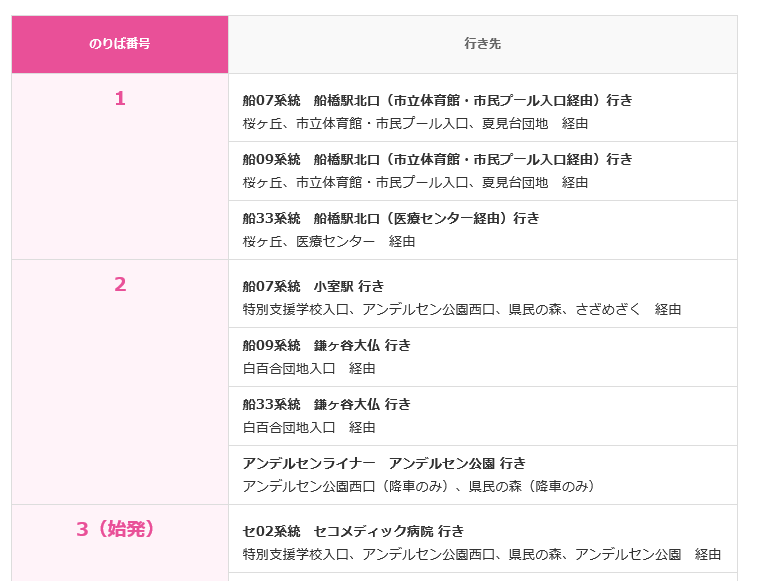 のりば番号
行き先
1
船07系統　船橋駅北口（市立体育館・市民プール入口経由）行き
桜ヶ丘、市立体育館・市民プール入口、夏見台団地　経由
船09系統　船橋駅北口（市立体育館・市民プール入口経由）行き
桜ヶ丘、市立体育館・市民プール入口、夏見台団地　経由
船33系統　船橋駅北口（医療センター経由）行き
桜ヶ丘、医療センター　経由
2
船07系統　小室駅 行き
特別支援学校入口、アンデルセン公園西口、県民の森、さざめざく　経由
船09系統　鎌ヶ谷大仏 行き
白百合団地入口　経由
船33系統　鎌ヶ谷大仏 行き
白百合団地入口　経由
アンデルセンライナー　アンデルセン公園 行き
アンデルセン公園西口（降車のみ）、県民の森（降車のみ）
3（始発）
セ02系統　セコメディック病院 行き
特別支援学校入口、アンデルセン公園西口、県民の森、アンデルセン公園　経由